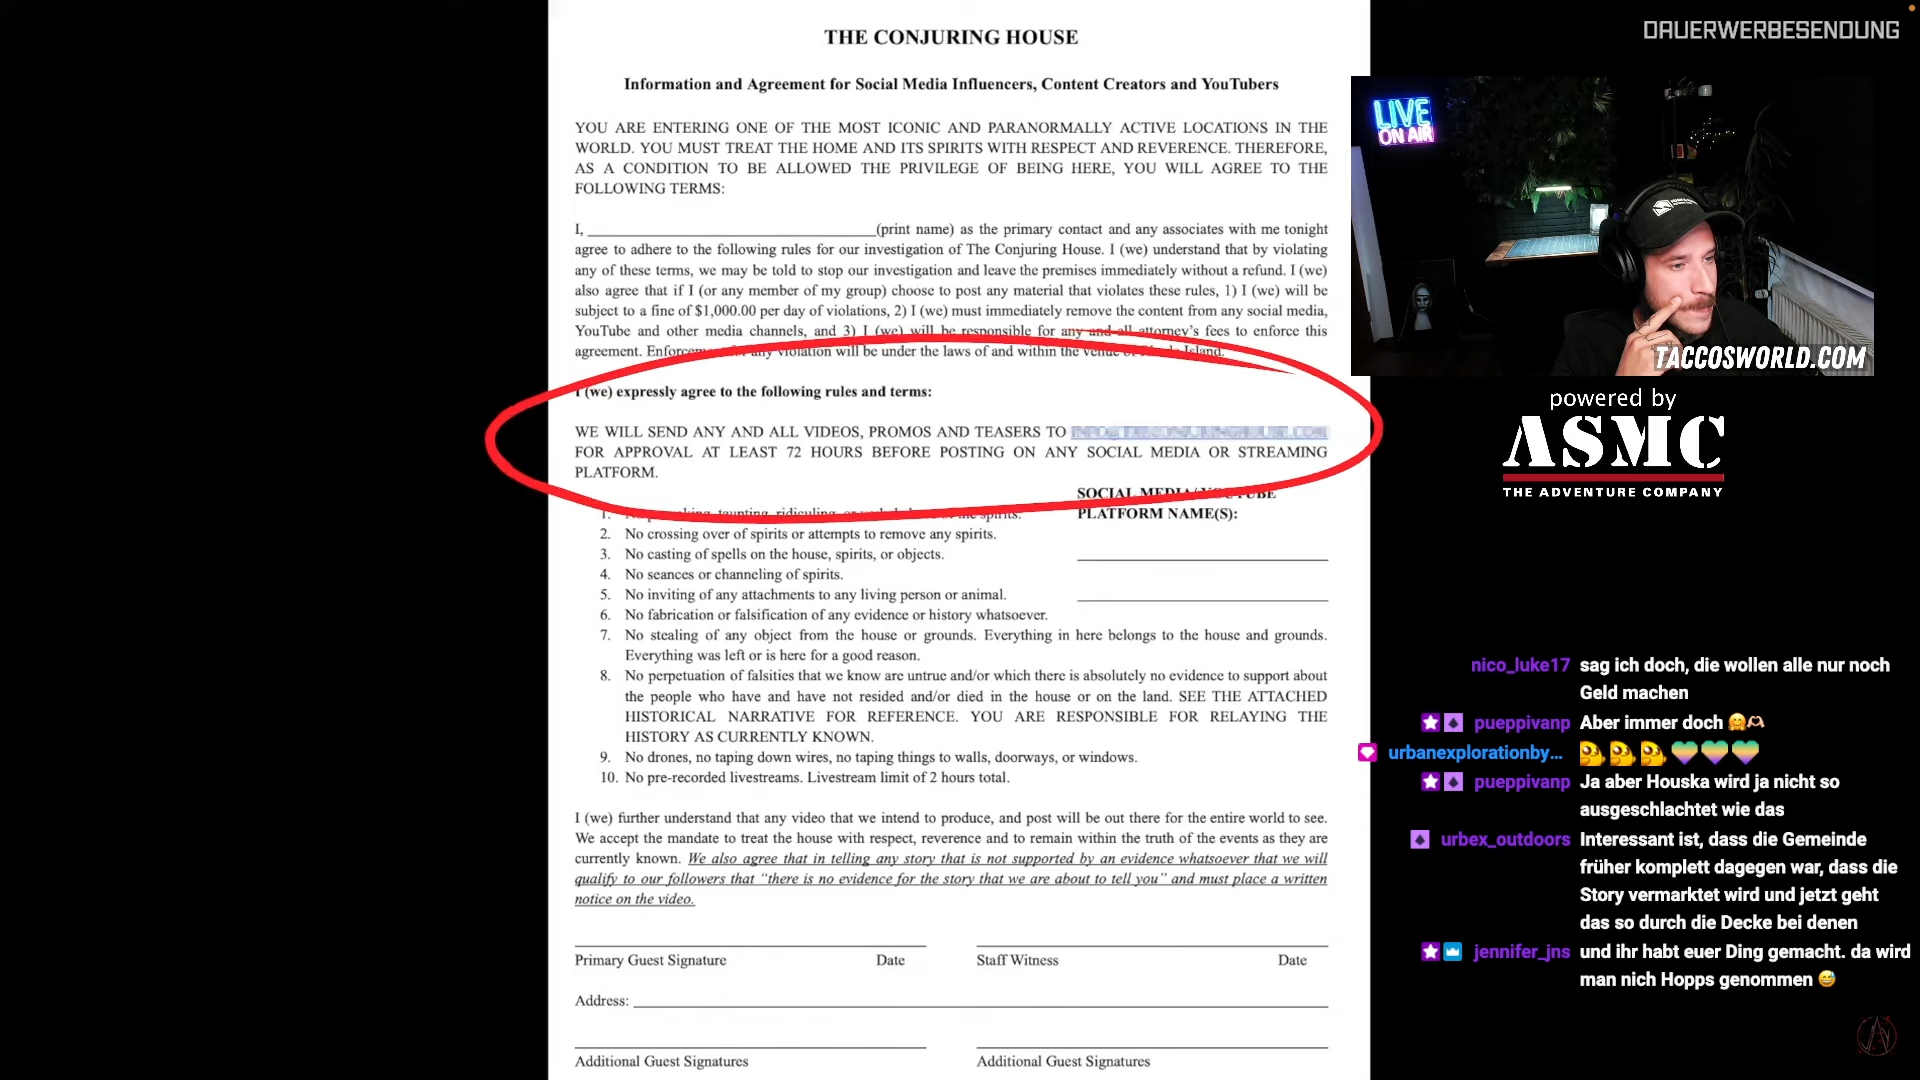 THE CONJURING HOUSE
Information and Agreement for Social Media Influencers, Content Creators and YouTubers
YOU ARE ENTERING ONE OF THE MOST ICONIC AND PARANORMALLY ACTIVE LOCATIONS IN THE
WORLD. YOU MUST TREAT THE HOME AND ITS SPIRITS WITH RESPECT AND REVERENCE. THEREFORE,
AS A CONDITION TO BE ALLOWED THE PRIVILEGE OF BEING HERE, YOU WILL AGREE TO THE
FOLLOWING TERMS:
I, (print name) as the primary contact and any associates with me tonight
agree to adhere to the following rules for our investigation of The Conjuring House. I (we) understand that by violating
any of these terms, we may be told to stop our investigation and leave the premises immediately without a refund. I (we)
also agree that if I (or any member of my group) choose to post any material that violates these rules, 1) I (we) will be
subject to a fine of $1,000.00 per day of violations, 2) I (we) must immediately remove the content from any social media,
YouTube and other media channels, and 3) I (we) will be responsible for any and all attorney's fees to enforce this
agreement. Enforcement for any violation will be under the laws of and within the venue of Island.
I (we) expressly agree to the following rules and terms:
WE WILL SEND ANY AND ALL VIDEOS, PROMOS AND TEASERS TO
FOR APPROVAL AT LEAST 72 HOURS BEFORE POSTING ON ANY SOCIAL MEDIA OR STREAMING
PLATFORM.
SOCIAL MEDIA/YOUTUBE
PLATFORM NAME(S):
1. No taunting, ridiculing, or the spirits.
2. No crossing over of spirits or attempts to remove any spirits.
3. No casting of spells on the house, spirits, or objects.
4. No seances or channeling of spirits.
5. No inviting of any attachments to any living person or animal.
6. No fabrication or falsification of any evidence or history whatsoever.
7. No stealing of any object from the house or grounds. Everything in here belongs to the house and grounds.
Everything was left or is here for a good reason.
8. No perpetuation of falsities that we know are untrue and/or which there is absolutely no evidence to support about
the people who have and have not resided and/or died in the house or on the land. SEE THE ATTACHED
HISTORICAL NARRATIVE FOR REFERENCE. YOU ARE RESPONSIBLE FOR RELAYING THE
HISTORY AS CURRENTLY KNOWN.
9. No drones, no taping down wires, no taping things to walls, doorways, or windows.
10. No pre-recorded livestreams. Livestream limit of 2 hours total.
I (we) further understand that any video that we intend to produce, and post will be out there for the entire world to see.
We accept the mandate to treat the house with respect, reverence and to remain within the truth of the events as they are
currently known. We also agree that in telling any story that is not supported by an evidence whatsoever that we will
qualify to our followers that "there is no evidence for the story that we are about to tell you" and must place a written
notice on the video.
Primary Guest Signature Date
Staff Witness Date
Address:
Additional Guest Signatures
Additional Guest Signatures
DAUERWERBESENDUNG
LIVE
ON AIR
TACCOSWORLD.COM
powered by
ASMC
THE ADVENTURE COMPANY
nico_luke17 sag ich doch, die wollen alle nur noch
Geld machen
pueppivanp Aber immer doch 🤗🫶
urbanexplorationby...
pueppivanp Ja aber Houska wird ja nicht so
ausgeschlachtet wie das
urbex_outdoors Interessant ist, dass die Gemeinde
früher komplett dagegen war, dass die
Story vermarktet wird und jetzt geht
das so durch die Decke bei denen
jennifer_jns und ihr habt euer Ding gemacht. da wird
man nich Hopps genommen 😅